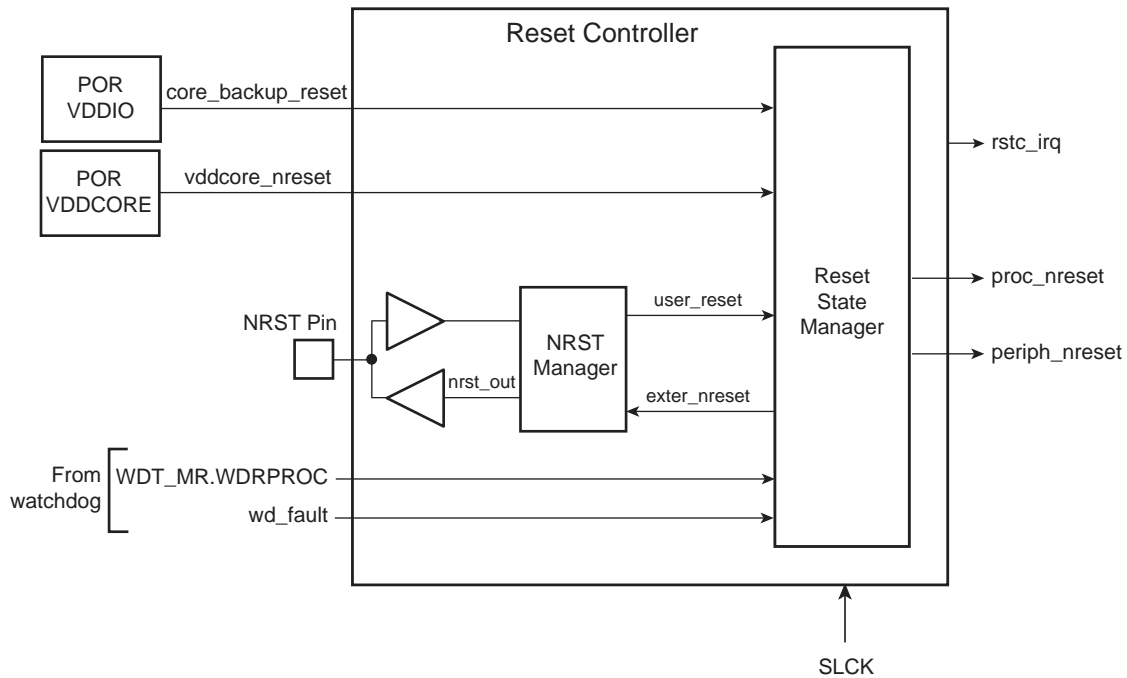 Reset Controller
POR
VDDIO
core_backup_reset
rstc_irq
POR
VDDCORE
vddcore_nreset
proc_nreset
Reset
State
Manager
user_reset
NRST Pin
NRST
Manager
periph_nreset
nrst_out
exter_nreset
From
watchdog
WDT_MR.WDRPROC
wd_fault
SLCK